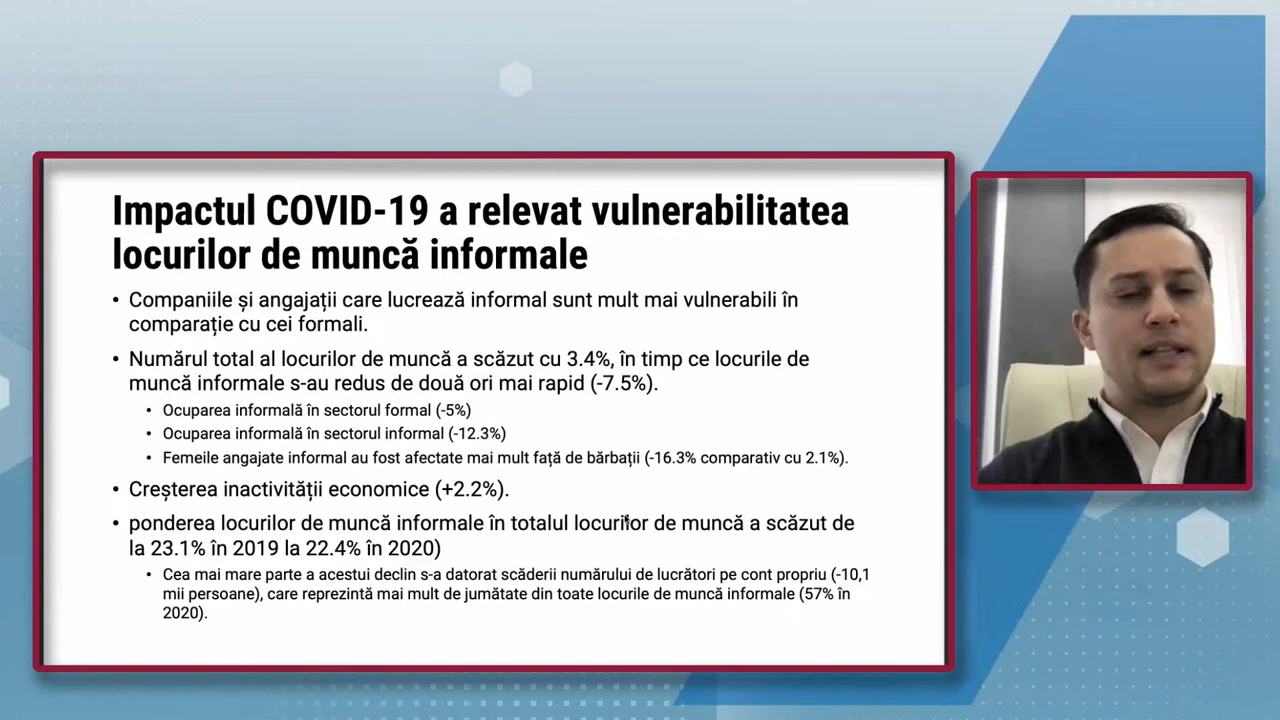 Impactul COVID-19 a relevat vulnerabilitatea
locurilor de muncă informale
• Companiile și angajații care lucrează informal sunt mult mai vulnerabili în
comparație cu cei formali.
• Numărul total al locurilor de muncă a scăzut cu 3.4%, în timp ce locurile de
muncă informale s-au redus de două ori mai rapid (-7.5%).
• Ocuparea informală în sectorul formal (-5%)
• Ocuparea informală în sectorul informal (-12.3%)
• Femeile angajate informal au fost afectate mai mult față de bărbații (-16.3% comparativ cu 2.1%).
• Creșterea inactivității economice (+2.2%).
• ponderea locurilor de muncă informale în totalul locurilor de muncă a scăzut de
la 23.1% în 2019 la 22.4% în 2020)
• Cea mai mare parte a acestui declin s-a datorat scăderii numărului de lucrători pe cont propriu (-10,1
mii persoane), care reprezintă mai mult de jumătate din toate locurile de muncă informale (57% în
2020).